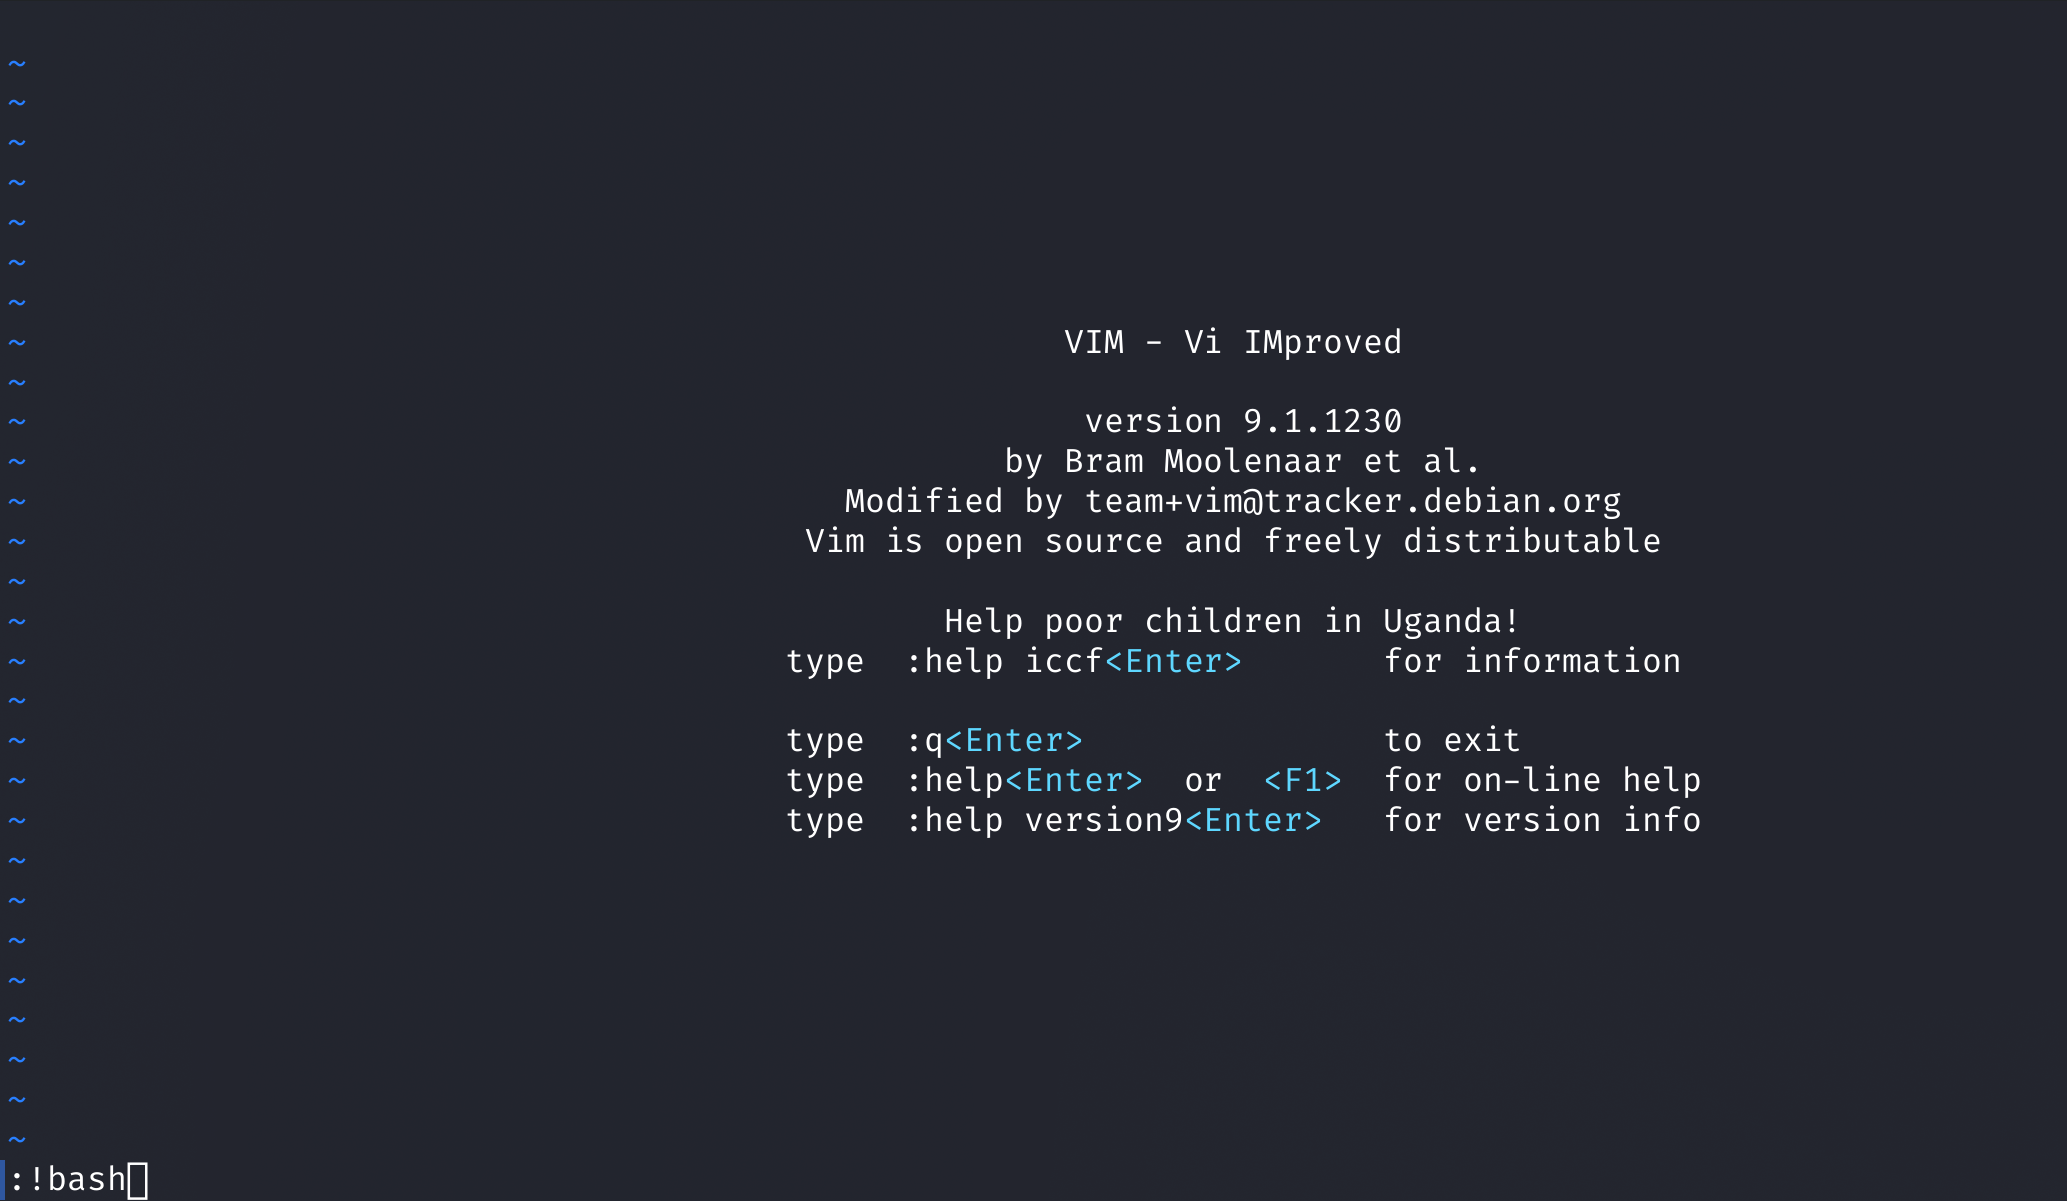 ~
~
~
~
~
~
~
~ VIM - Vi IMproved
~
~ version 9.1.1230
~ by Bram Moolenaar et al.
~ Modified by team+vim@tracker.debian.org
~ Vim is open source and freely distributable
~
~ Help poor children in Uganda!
~ type  :help iccf<Enter>       for information
~
~ type  :q<Enter>               to exit
~ type  :help<Enter>  or  <F1>  for on-line help
~ type  :help version9<Enter>   for version info
~
~
~
~
~
~
~
~
:!bash